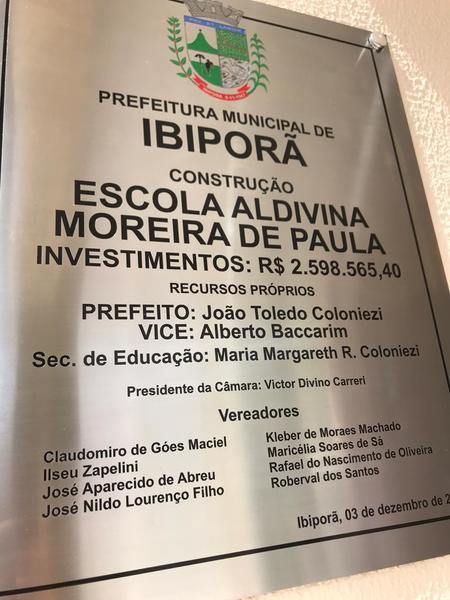 PREFEITURA MUNICIPAL DE
IBIPORÃ
CONSTRUÇÃO
ESCOLA ALDIVINA
MOREIRA DE PAULA
INVESTIMENTOS: R$ 2.598.565,40
RECURSOS PRÓPRIOS
PREFEITO: João Toledo Coloniezi
VICE: Alberto Baccarim
Sec. de Educação: Maria Margareth R. Coloniezi
Presidente da Câmara: Victor Divino Carreri
Vereadores
Claudomiro de Góes Maciel
Ilseu Zapelini
José Aparecido de Abreu
José Nildo Lourenço Filho
Kleber de Moraes Machado
Maricélia Soares de Sá
Rafael do Nascimento de Oliveira
Roberval dos Santos
Ibiporã, 03 de dezembro de 2